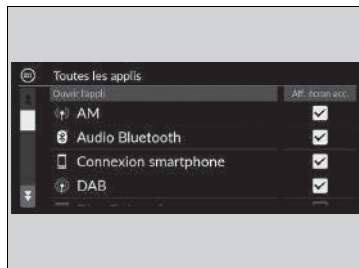 Toutes les applis
Ouvrir l'appli Aff. écran acc.
AM
Audio Bluetooth
Connexion smartphone
DAB